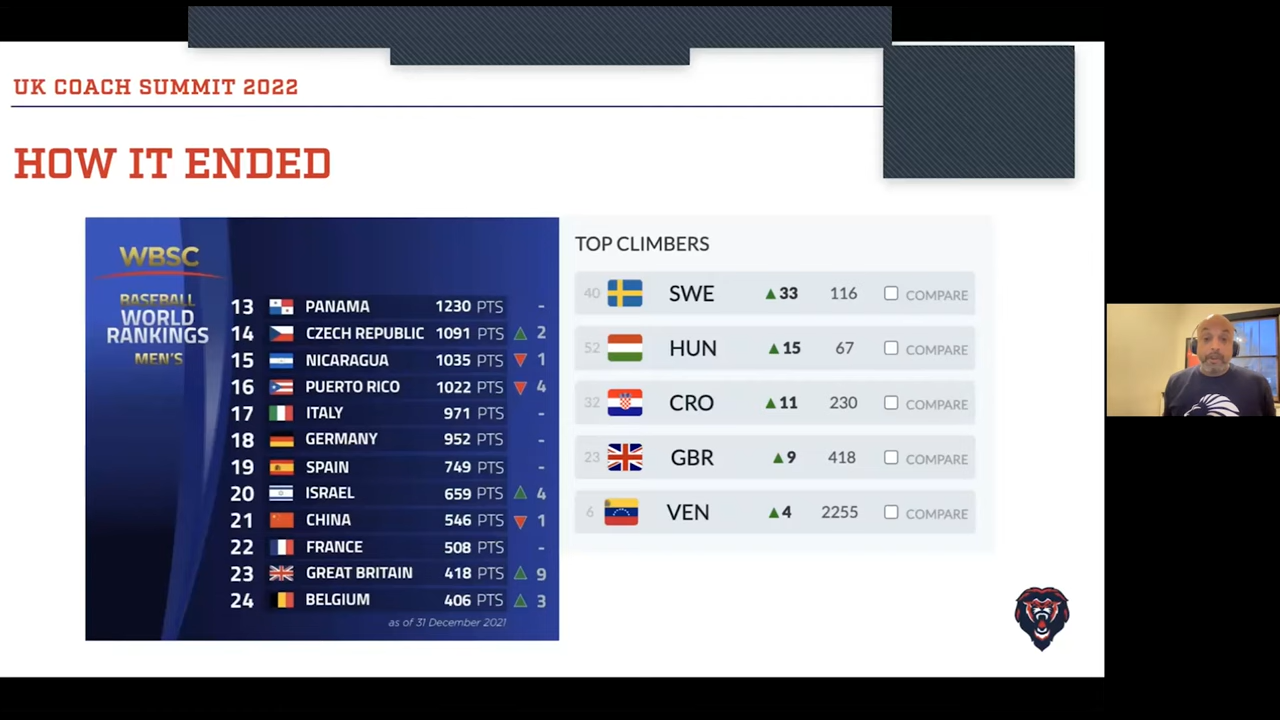 UK COACH SUMMIT 2022
HOW IT ENDED
WBSC
BASEBALL
WORLD
RANKINGS
MEN'S
13 PANAMA 1230 PTS -
14 CZECH REPUBLIC 1091 PTS ▲ 2
15 NICARAGUA 1035 PTS ▼ 1
16 PUERTO RICO 1022 PTS ▼ 4
17 ITALY 971 PTS -
18 GERMANY 952 PTS -
19 SPAIN 749 PTS -
20 ISRAEL 659 PTS ▲ 4
21 CHINA 546 PTS ▼ 1
22 FRANCE 508 PTS -
23 GREAT BRITAIN 418 PTS ▲ 9
24 BELGIUM 406 PTS ▲ 3
as of 31 December 2021
TOP CLIMBERS
40 SWE ▲ 33 116 COMPARE
52 HUN ▲ 15 67 COMPARE
32 CRO ▲ 11 230 COMPARE
23 GBR ▲ 9 418 COMPARE
6 VEN ▲ 4 2255 COMPARE